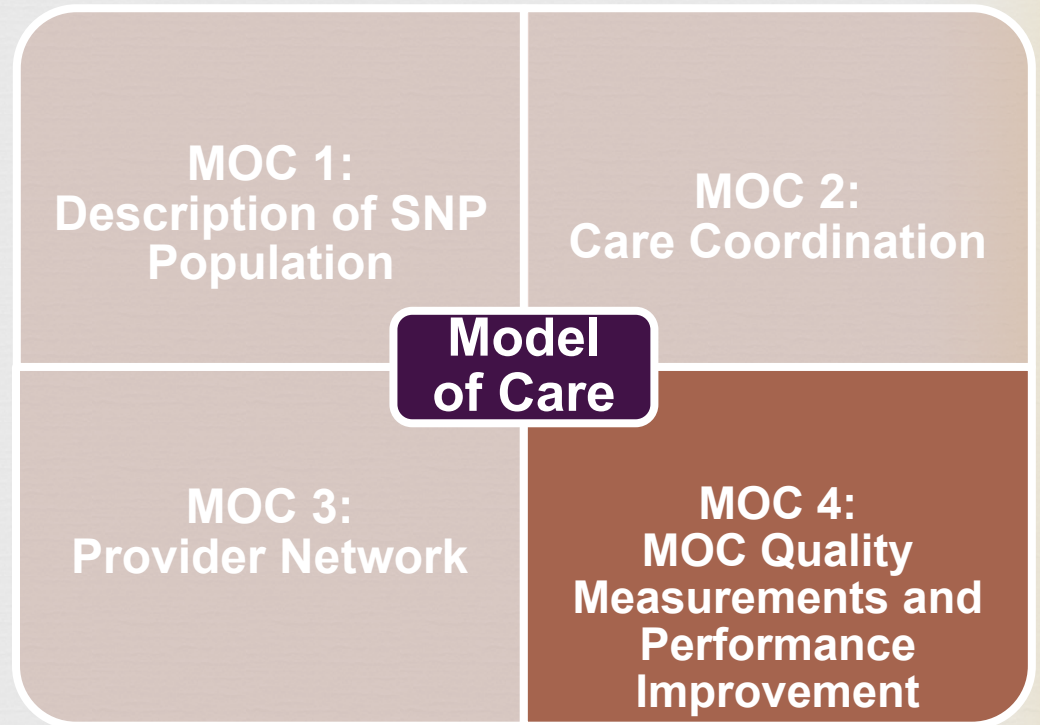 MOC 1:
Description of SNP
Population
MOC 2:
Care Coordination
Model
of Care
MOC 3:
Provider Network
MOC 4:
MOC Quality
Measurements and
Performance
Improvement